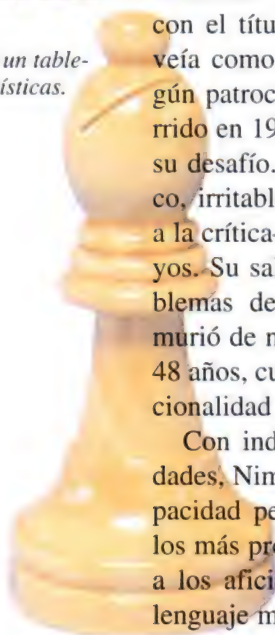 un table-
ísticas.
con el títu
veía como
gún patroc
rrido en 19
su desafío.
co, irritabl
a la crítica
yos. Su sal
blemas de
murió de n
48 años, cu
cionalidad
Con ind
dades, Nim
pacidad pe
los más pro
a los afici
lenguaje m